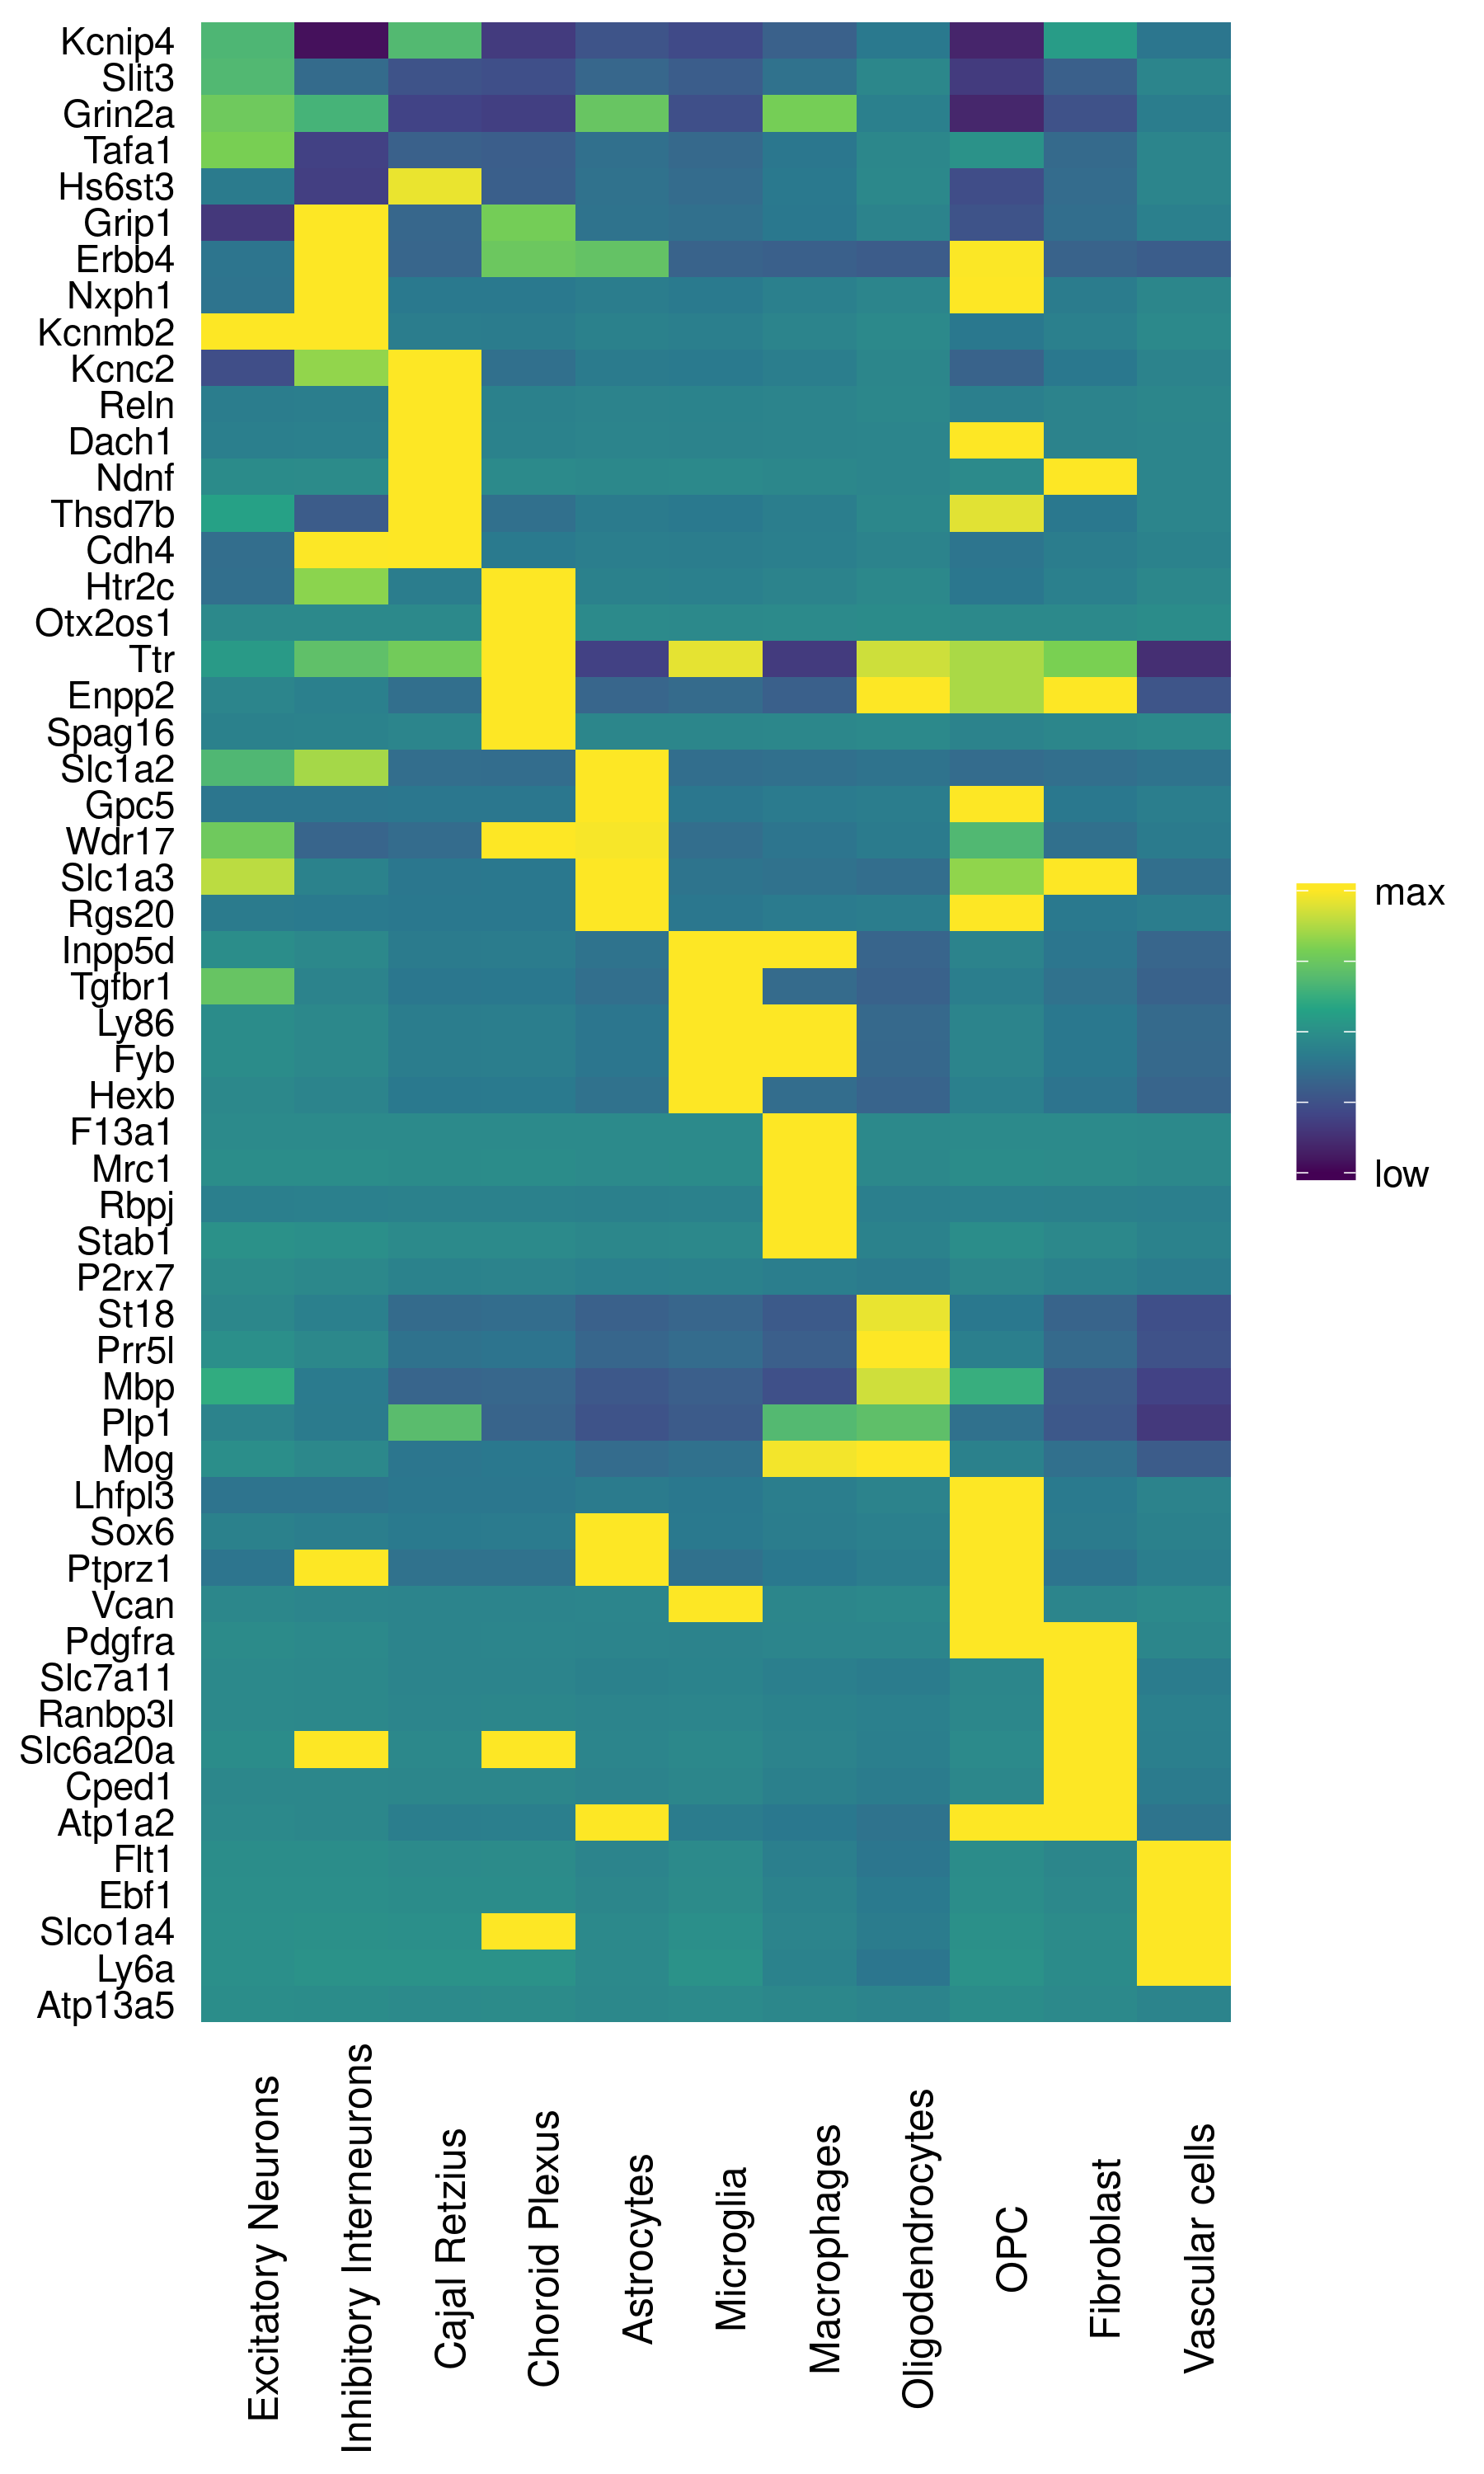 Kcnip4
Slit3
Grin2a
Tafa1
Hs6st3
Grip1
Erbb4
Nxph1
Kcnmb2
Kcnc2
Reln
Dach1
Ndnf
Thsd7b
Cdh4
Htr2c
Otx2os1
Ttr
Enpp2
Spag16
Slc1a2
Gpc5
Wdr17
Slc1a3
Rgs20
Inpp5d
Tgfbr1
Ly86
Fyb
Hexb
F13a1
Mrc1
Rbpj
Stab1
P2rx7
St18
Prr5l
Mbp
Plp1
Mog
Lhfpl3
Sox6
Ptprz1
Vcan
Pdgfra
Slc7a11
Ranbp3l
Slc6a20a
Cped1
Atp1a2
Flt1
Ebf1
Slco1a4
Ly6a
Atp13a5
max
low
Excitatory Neurons
Inhibitory Interneurons
Cajal Retzius
Choroid Plexus
Astrocytes
Microglia
Macrophages
Oligodendrocytes
OPC
Fibroblast
Vascular cells